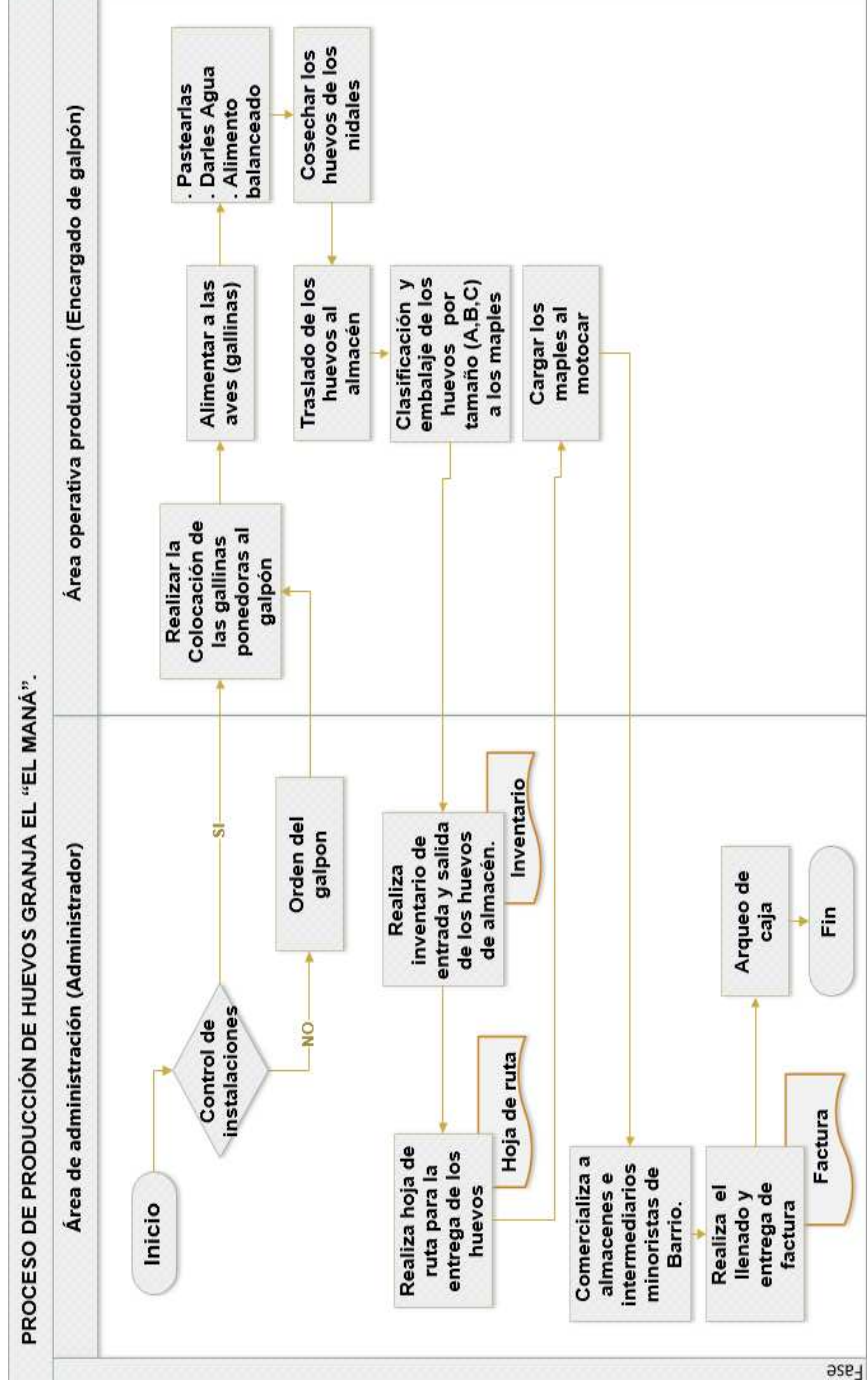 PROCESO DE PRODUCCIÓN DE HUEVOS GRANJA EL “EL MANÁ”.
Área de administración (Administrador)
Área operativa producción (Encargado de galpón)
Fase
Inicio
Control de
instalaciones
SI
NO
Orden del
galpon
Realizar la
Colocación de
las gallinas
ponedoras al
galpón
Alimentar a las
aves (gallinas)
. Pastearlas
. Darles Agua
. Alimento
balanceado
Cosechar los
huevos de los
nidales
Traslado de los
huevos al
almacén
Clasificación y
embalaje de los
huevos por
tamaño (A,B,C)
a los maples
Realiza
inventario de
entrada y salida
de los huevos
de almacén.
Inventario
Realiza hoja de
ruta para la
entrega de los
huevos
Hoja de ruta
Cargar los
maples al
motocar
Comercializa a
almacenes e
intermediarios
minoristas de
Barrio.
Realiza el
llenado y
entrega de
factura
Factura
Arqueo de
caja
Fin